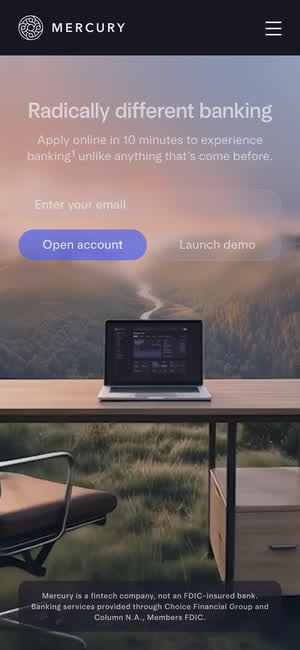 MERCURY
Radically different banking
Apply online in 10 minutes to experience
banking¹ unlike anything that's come before.
Enter your email
Open account
Launch demo
Mercury is a fintech company, not an FDIC-insured bank.
Banking services provided through Choice Financial Group and
Column N.A., Members FDIC.